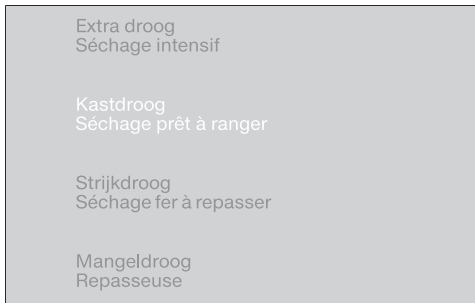 Extra droog
Séchage intensif
Kastdroog
Séchage prêt à ranger
Strijkdroog
Séchage fer à repasser
Mangeldroog
Repasseuse